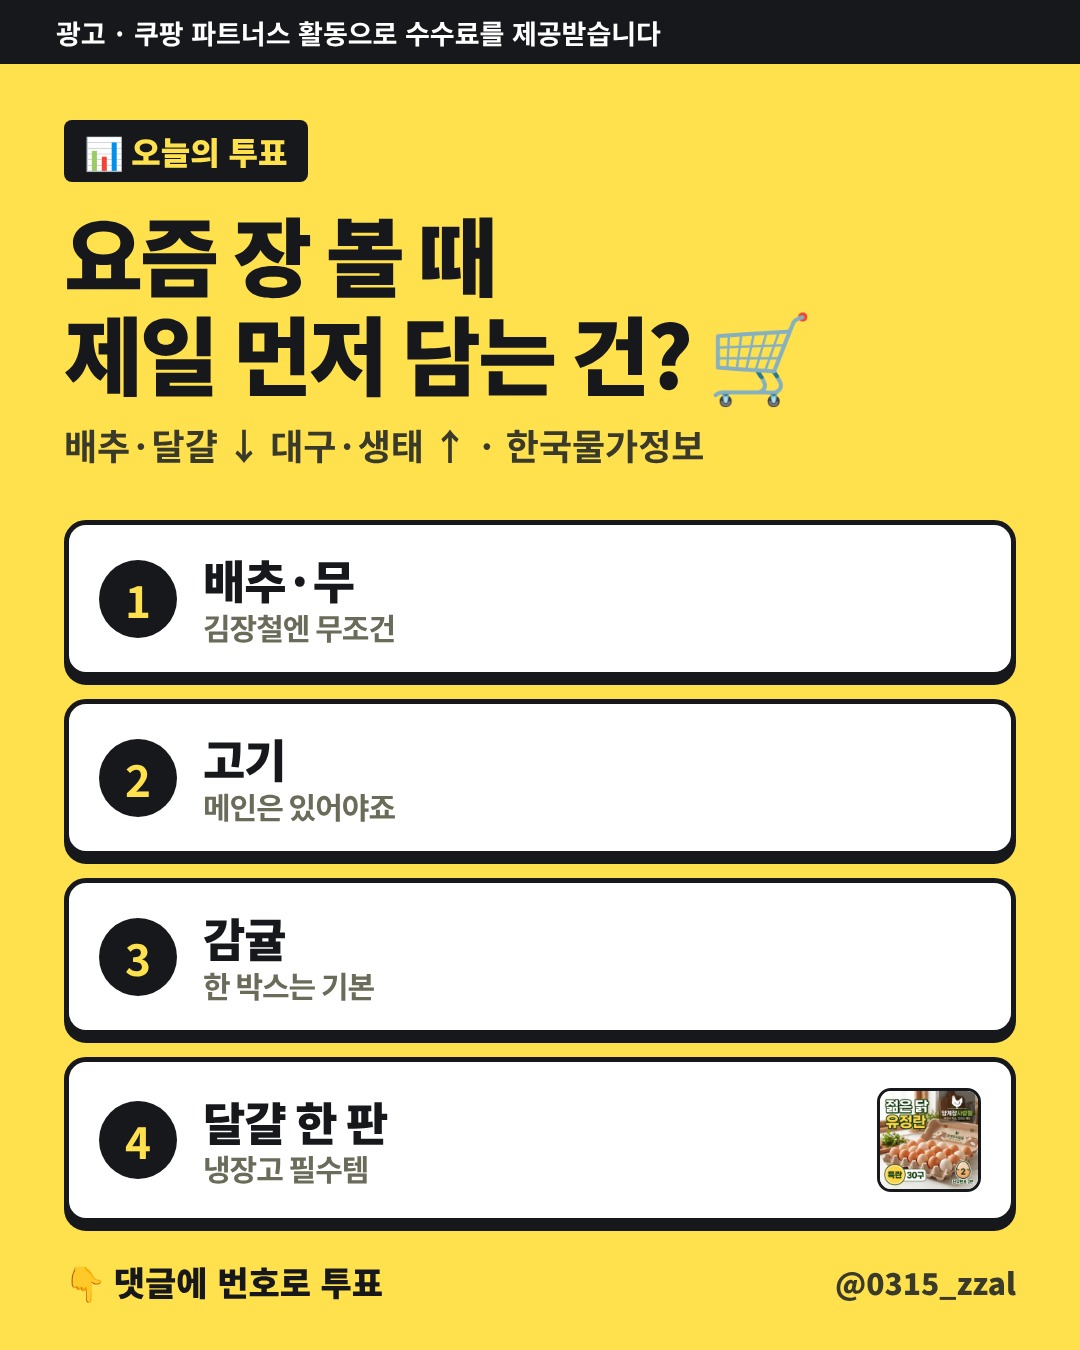 광고 · 쿠팡 파트너스 활동으로 수수료를 제공받습니다
📊 오늘의 투표
요즘 장 볼 때
제일 먼저 담는 건? 🛒
배추·달걀 ↓ 대구·생태 ↑ · 한국물가정보
1
배추·무
김장철엔 무조건
2
고기
메인은 있어야죠
3
감귤
한 박스는 기본
4
달걀 한 판
냉장고 필수템
젊은 닭
유정란
특란 30구
2
👇 댓글에 번호로 투표
@0315_zzal